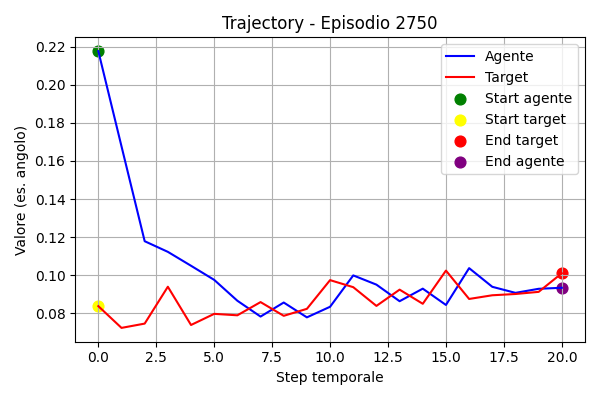 Trajectory - Episodio 2750
Valore (es. angolo)
0.22
0.20
0.18
0.16
0.14
0.12
0.10
0.08
Agente
Target
Start agente
Start target
End target
End agente
0.0 2.5 5.0 7.5 10.0 12.5 15.0 17.5 20.0
Step temporale